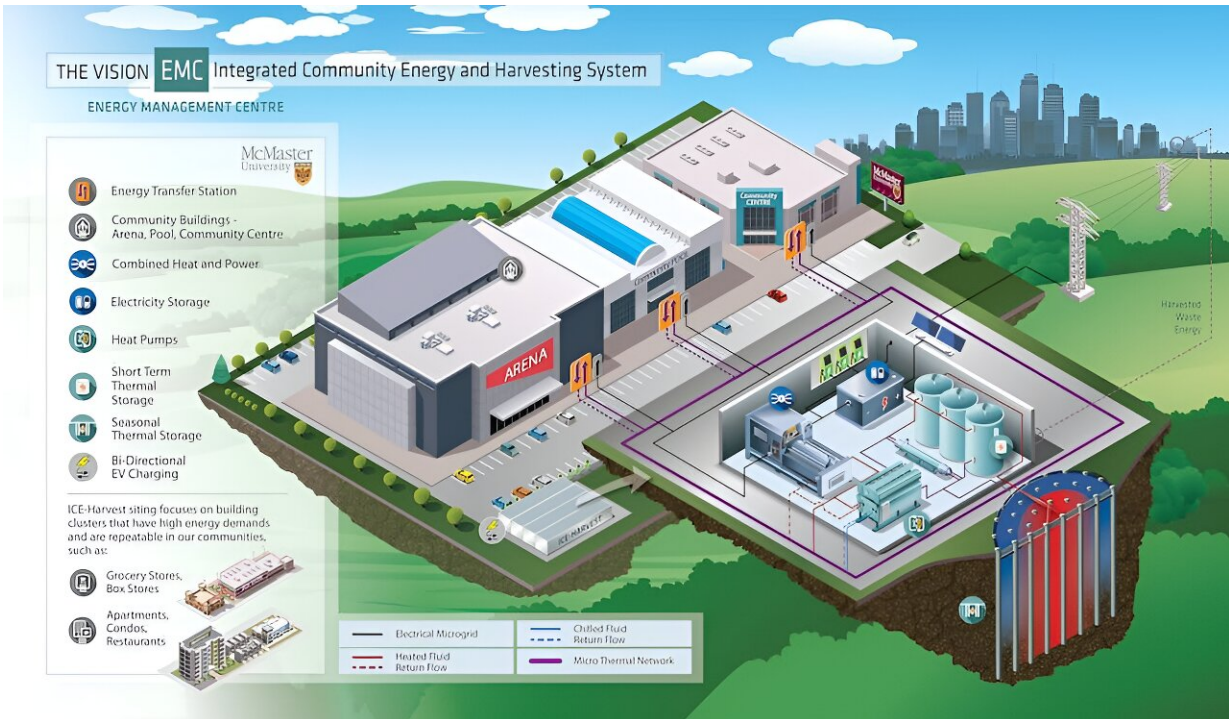 THE VISION EMC Integrated Community Energy and Harvesting System
ENERGY MANAGEMENT CENTRE
McMaster
University
Energy Transfer Station
Community Buildings -
Arena, Pool, Community Centre
Combined Heat and Power
Electricity Storage
Heat Pumps
Short Term
Thermal
Storage
Seasonal
Thermal Storage
Bi-Directional
EV Charging
ICE-Harvest siting focuses on building
clusters that have high energy demands
and are repeatable in our communities,
such as:
Grocery Stores,
Box Stores
Apartments,
Condos,
Restaurants
Community
CENTRE
McMaster
University
ARENA
ICE-HARVEST
Harvested
Waste
Energy
Electrical Microgrid
Heated Fluid
Return Flow
Chilled Fluid
Return Flow
Micro Thermal Network